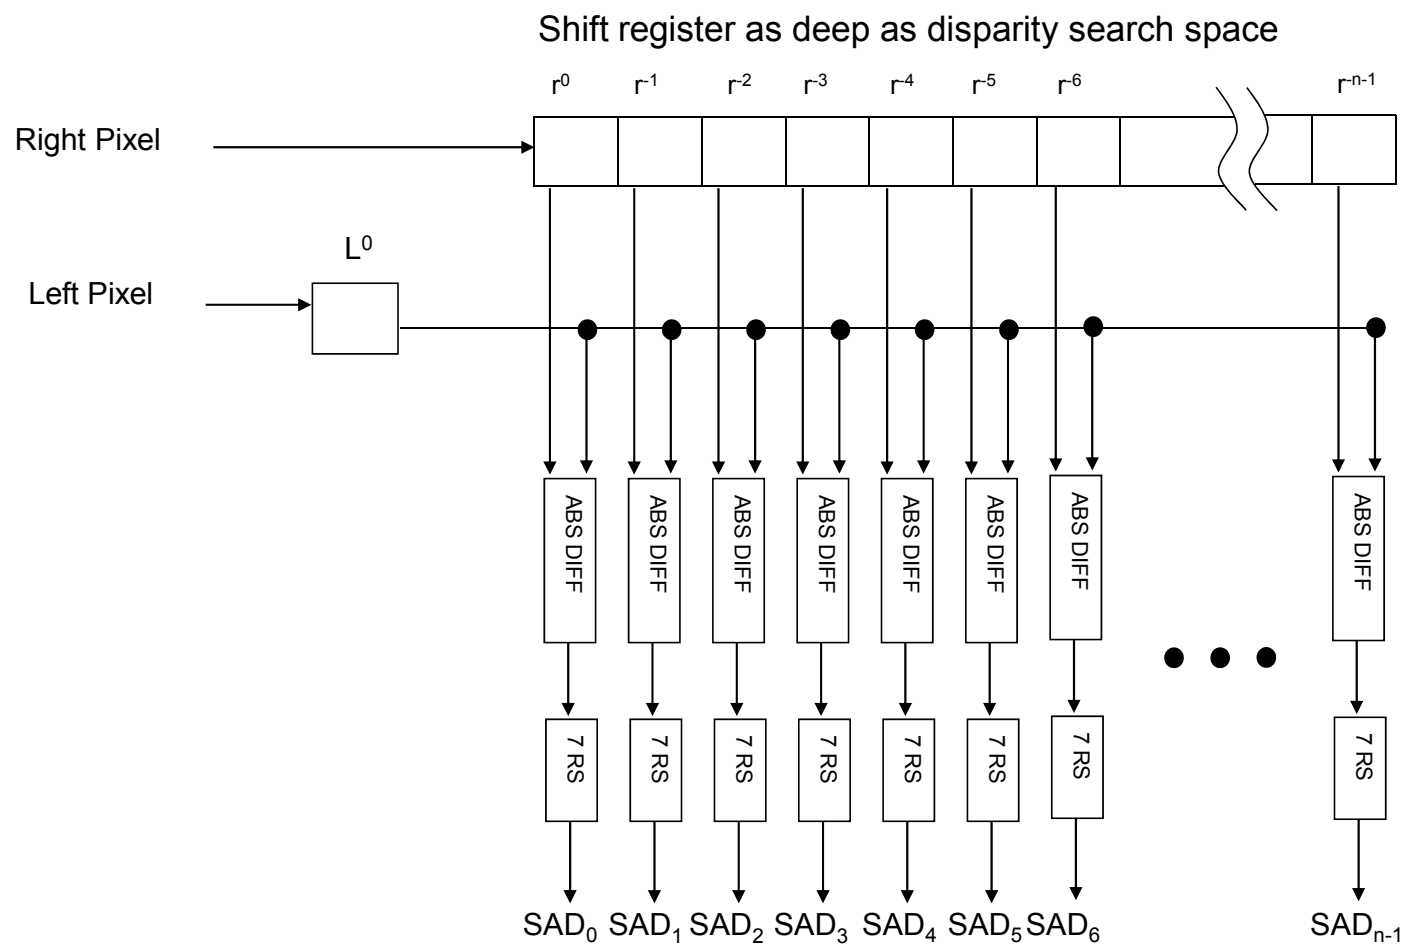 Shift register as deep as disparity search space
r⁰ r⁻¹ r⁻² r⁻³ r⁻⁴ r⁻⁵ r⁻⁶ r⁻ⁿ⁻¹
Right Pixel
L⁰
Left Pixel
ABS DIFF ABS DIFF ABS DIFF ABS DIFF ABS DIFF ABS DIFF ABS DIFF ABS DIFF
7 RS 7 RS 7 RS 7 RS 7 RS 7 RS 7 RS 7 RS
SAD₀ SAD₁ SAD₂ SAD₃ SAD₄ SAD₅ SAD₆ SADₙ₋₁